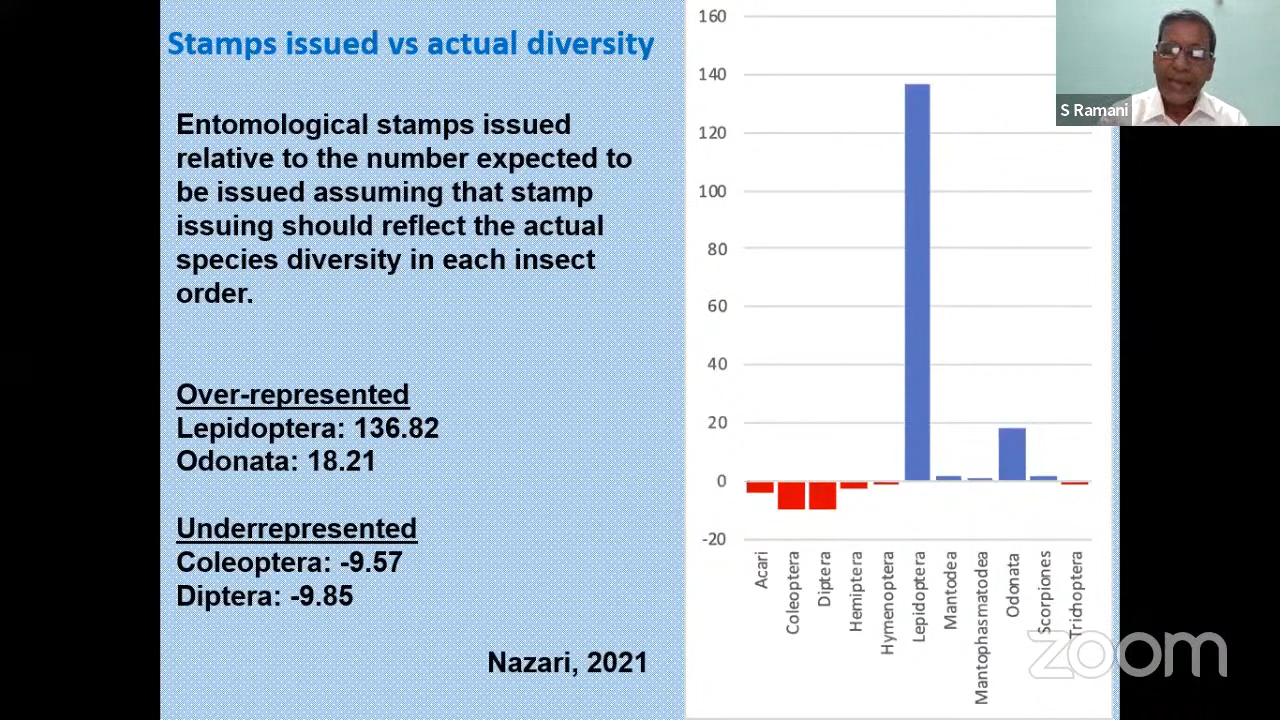 Stamps issued vs actual diversity
Entomological stamps issued
relative to the number expected to
be issued assuming that stamp
issuing should reflect the actual
species diversity in each insect
order.
Over-represented
Lepidoptera: 136.82
Odonata: 18.21
Underrepresented
Coleoptera: -9.57
Diptera: -9.85
Nazari, 2021
160
140
120
100
80
60
40
20
0
-20
Acari
Coleoptera
Diptera
Hemiptera
Hymenoptera
Lepidoptera
Mantodea
Mantophasmatodea
Odonata
Scorpiones
Trichoptera
S Ramani
zoom